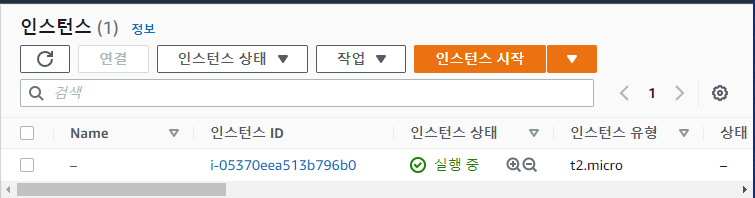 인스턴스 (1) 정보
연결 인스턴스 상태 작업 인스턴스 시작
검색 1
Name 인스턴스 ID 인스턴스 상태 인스턴스 유형 상태
– i-05370eea513b796b0 실행 중 t2.micro –